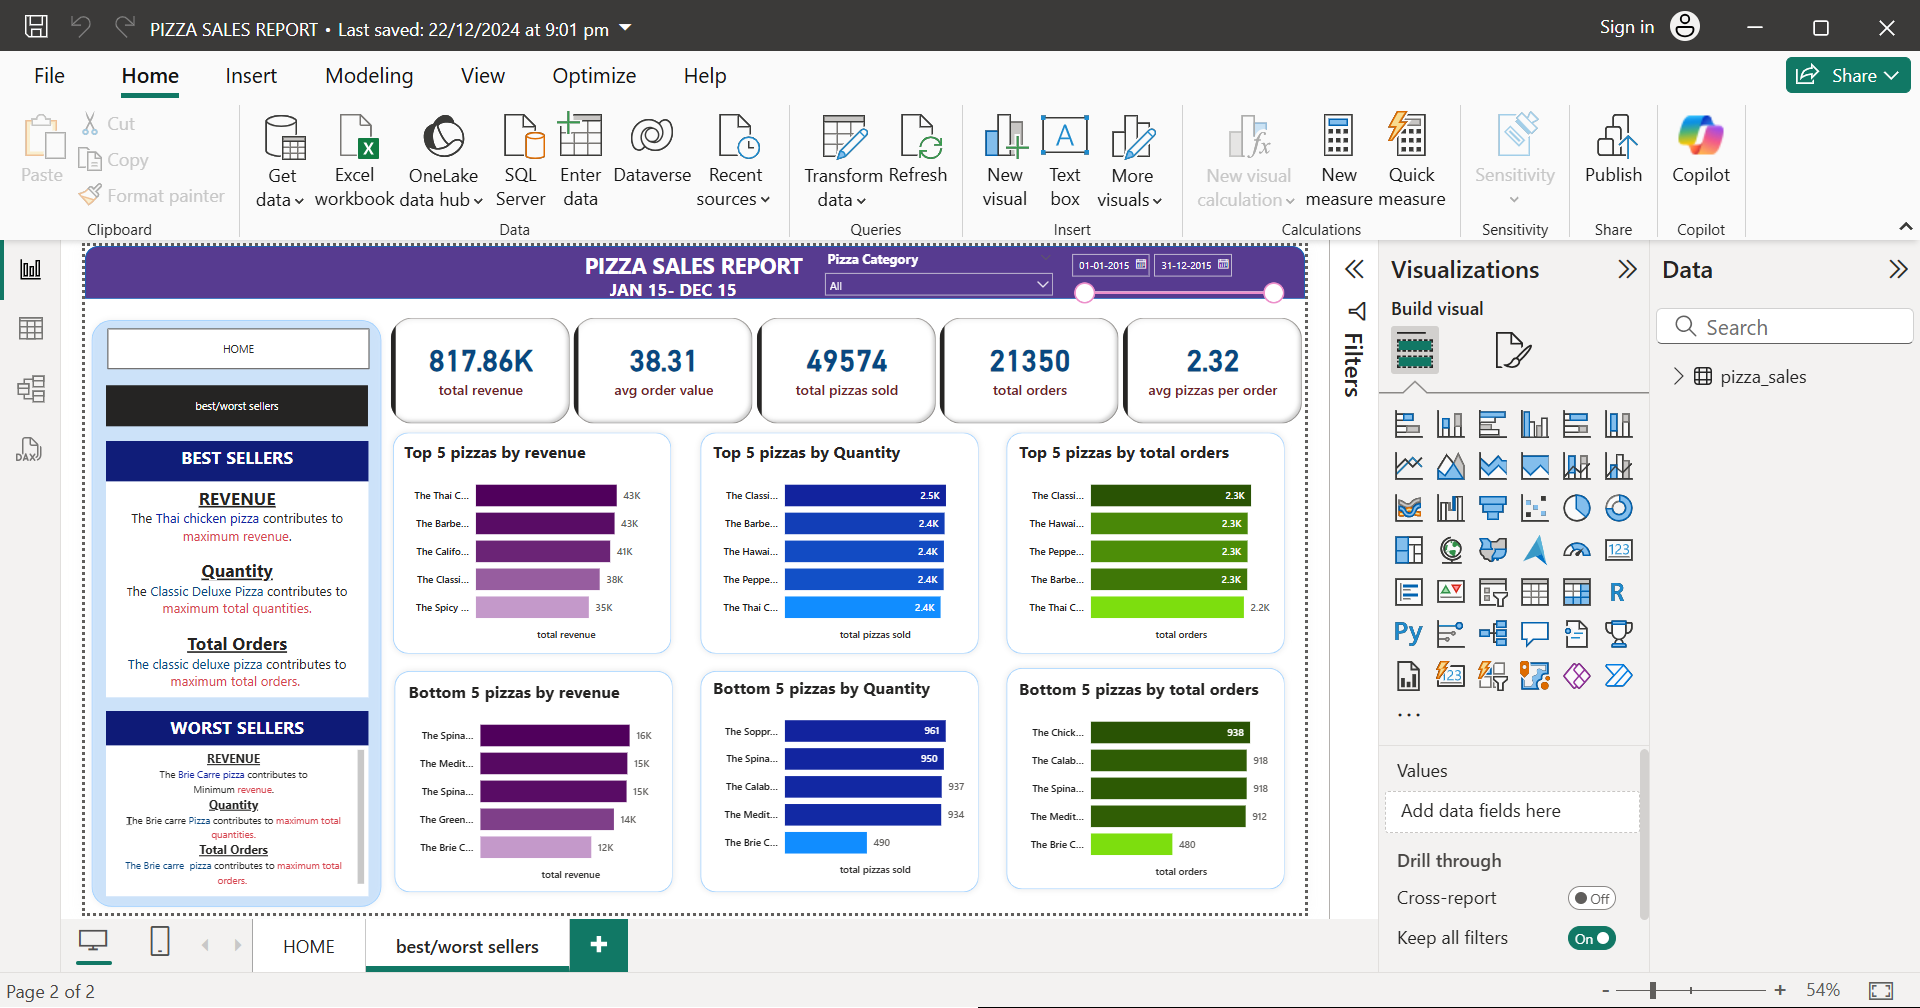 PIZZA SALES REPORT • Last saved: 22/12/2024 at 9:01 pm
Sign in
File Home Insert Modeling View Optimize Help
Share
Paste
Cut
Copy
Format painter
Clipboard
Get data
Excel workbook
OneLake data hub
SQL Server
Enter data
Dataverse
Recent sources
Data
Transform data
Refresh
Queries
New visual
A
Text box
More visuals
Insert
New visual calculation
New measure
Quick measure
Calculations
Sensitivity
Sensitivity
Publish
Share
Copilot
Copilot
DAX
PIZZA SALES REPORT
JAN 15- DEC 15
Pizza Category
All
01-01-2015
31-12-2015
HOME
best/worst sellers
BEST SELLERS
REVENUE
The Thai chicken pizza contributes to
maximum revenue.
Quantity
The Classic Deluxe Pizza contributes to
maximum total quantities.
Total Orders
The classic deluxe pizza contributes to
maximum total orders.
WORST SELLERS
REVENUE
The Brie Carre pizza contributes to
Minimum revenue.
Quantity
The Brie carre Pizza contributes to maximum total
quantities.
Total Orders
The Brie carre pizza contributes to maximum total
orders.
817.86K
total revenue
38.31
avg order value
49574
total pizzas sold
21350
total orders
2.32
avg pizzas per order
Top 5 pizzas by revenue
The Thai C... 43K
The Barbe... 43K
The Califo... 41K
The Classi... 38K
The Spicy ... 35K
total revenue
Top 5 pizzas by Quantity
The Classi... 2.5K
The Barbe... 2.4K
The Hawai... 2.4K
The Peppe... 2.4K
The Thai C... 2.4K
total pizzas sold
Top 5 pizzas by total orders
The Classi... 2.3K
The Hawai... 2.3K
The Peppe... 2.3K
The Barbe... 2.3K
The Thai C... 2.2K
total orders
Bottom 5 pizzas by revenue
The Spina... 16K
The Medit... 15K
The Spina... 15K
The Green... 14K
The Brie C... 12K
total revenue
Bottom 5 pizzas by Quantity
The Soppr... 961
The Spina... 950
The Calab... 937
The Medit... 934
The Brie C... 490
total pizzas sold
Bottom 5 pizzas by total orders
The Chick... 938
The Calab... 918
The Spina... 918
The Medit... 912
The Brie C... 480
total orders
Filters
Visualizations
Build visual
123
R
Py
123
...
Values
Add data fields here
Drill through
Cross-report
Off
Keep all filters
On
Data
Search
pizza_sales
HOME
best/worst sellers
+
Page 2 of 2
- + 54%